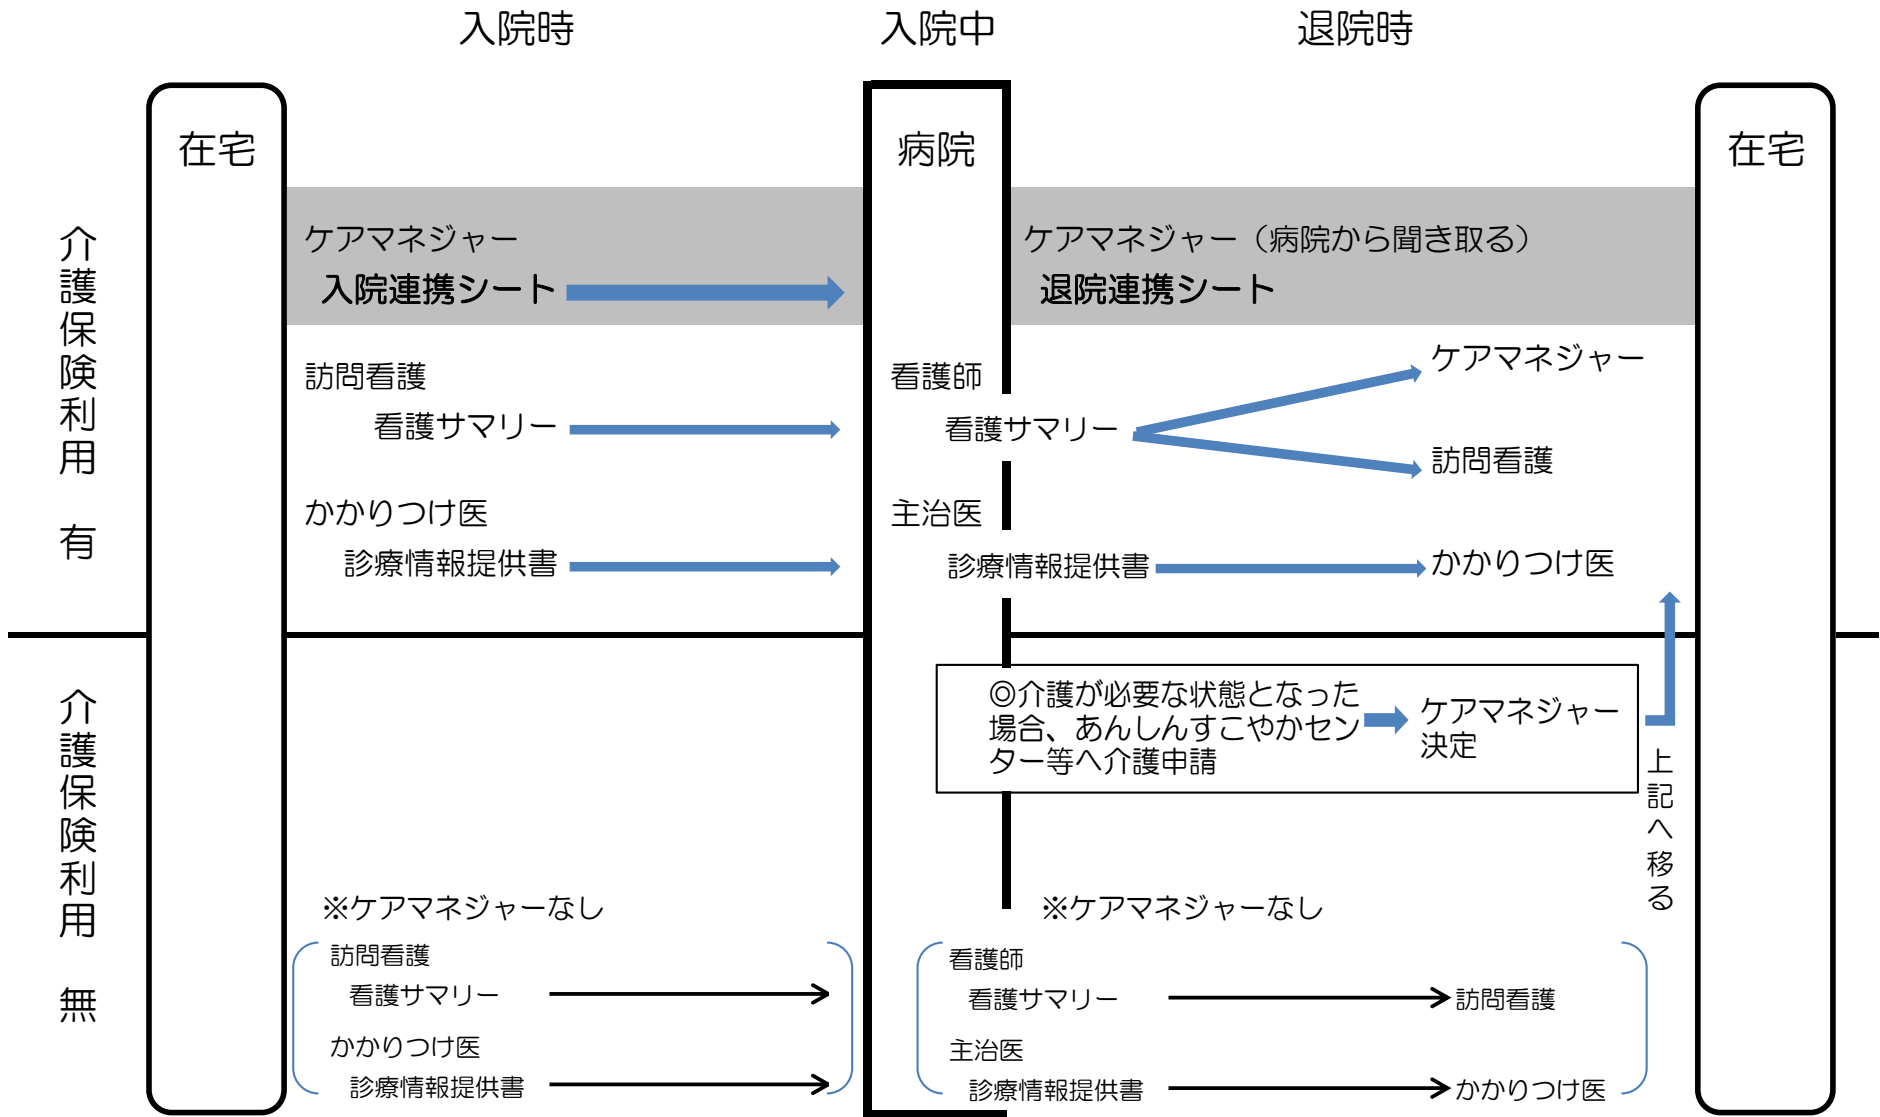 入院時
入院中
退院時
在宅
病院
在宅
介護保険利用 有
ケアマネジャー
入院連携シート
ケアマネジャー（病院から聞き取る）
退院連携シート
訪問看護
看護サマリー
看護師
看護サマリー
ケアマネジャー
訪問看護
かかりつけ医
診療情報提供書
主治医
診療情報提供書
かかりつけ医
介護保険利用 無
◎介護が必要な状態となった
場合、あんしんすこやかセン
ター等へ介護申請
ケアマネジャー
決定
上記へ移る
※ケアマネジャーなし
訪問看護
看護サマリー
かかりつけ医
診療情報提供書
※ケアマネジャーなし
看護師
看護サマリー
訪問看護
主治医
診療情報提供書
かかりつけ医